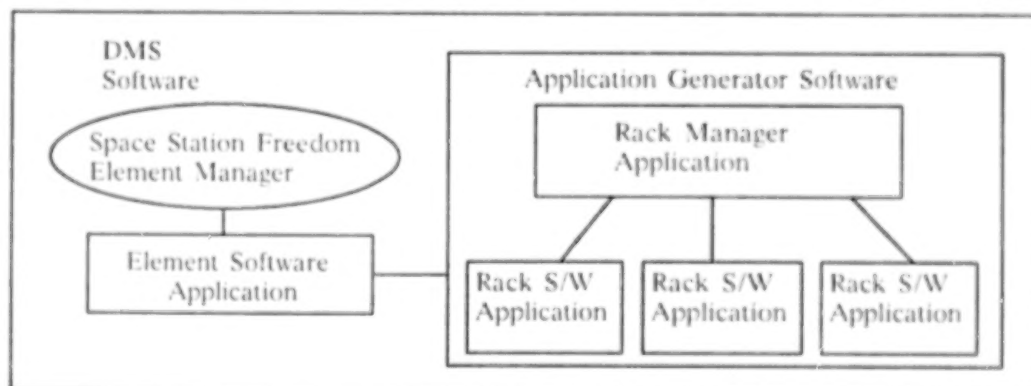 DMS
Software
Space Station Freedom
Element Manager
Element Software
Application
Application Generator Software
Rack Manager
Application
Rack S/W
Application
Rack S/W
Application
Rack S/W
Application